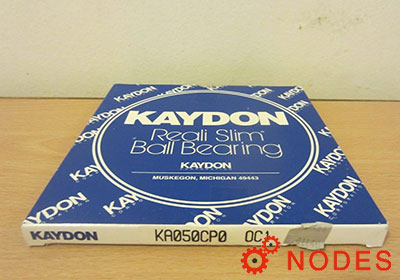 KAYDON
Reali Slim
Ball Bearing
KAYDON
MUSKEGON, MICHIGAN 49443
KAYDON KA050CP0
NODES